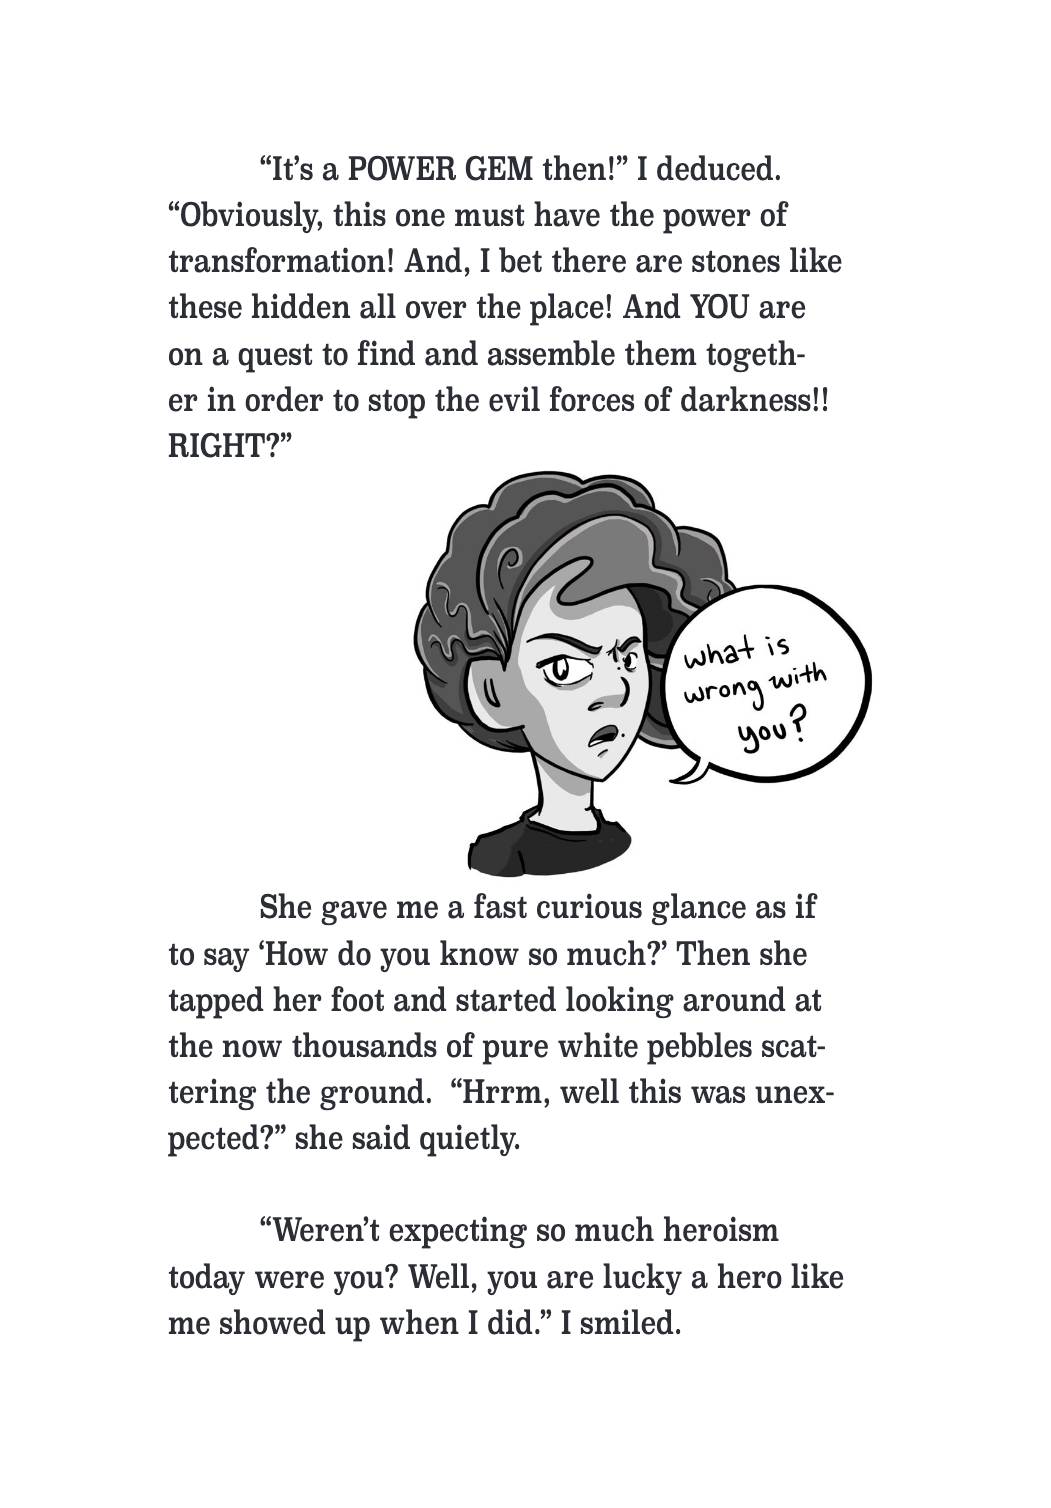 “It’s a POWER GEM then!” I deduced.
“Obviously, this one must have the power of
transformation! And, I bet there are stones like
these hidden all over the place! And YOU are
on a quest to find and assemble them togeth-
er in order to stop the evil forces of darkness!!
RIGHT?”
what is
wrong with
you?
She gave me a fast curious glance as if
to say ‘How do you know so much?’ Then she
tapped her foot and started looking around at
the now thousands of pure white pebbles scat-
tering the ground.  “Hrrm, well this was unex-
pected?” she said quietly.
“Weren’t expecting so much heroism
today were you? Well, you are lucky a hero like
me showed up when I did.” I smiled.